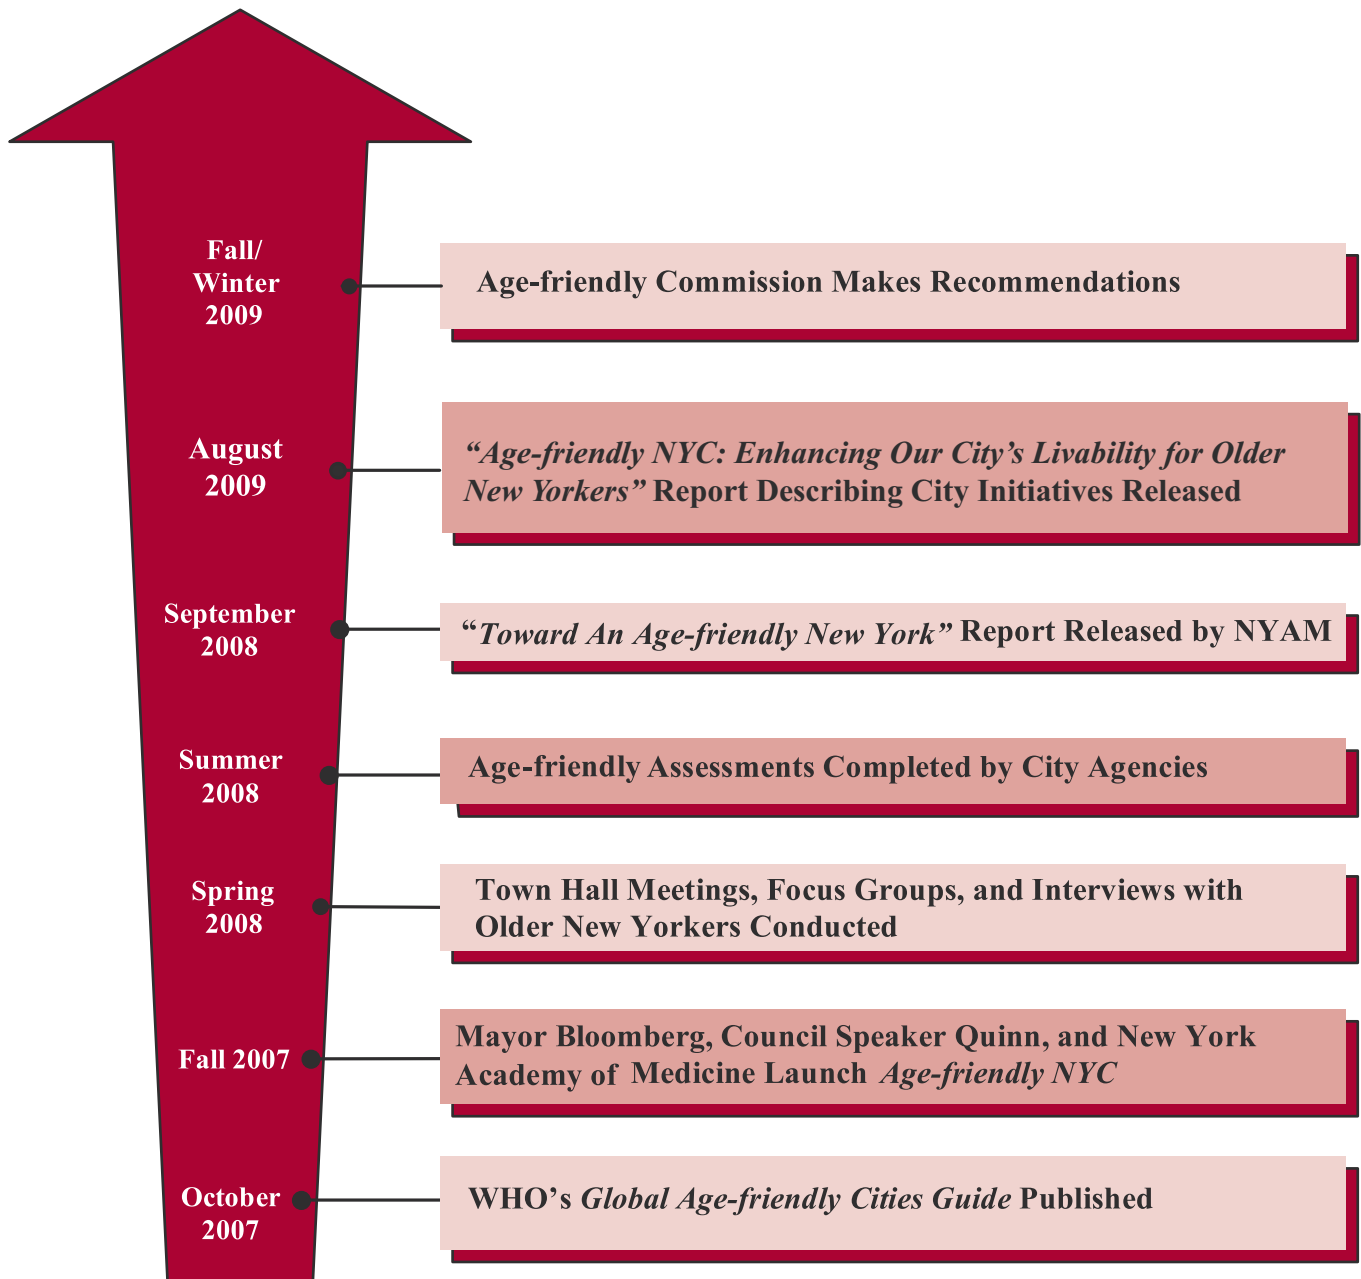 Fall/
Winter
2009
Age-friendly Commission Makes Recommendations
August
2009
“Age-friendly NYC: Enhancing Our City’s Livability for Older
New Yorkers” Report Describing City Initiatives Released
September
2008
“Toward An Age-friendly New York” Report Released by NYAM
Summer
2008
Age-friendly Assessments Completed by City Agencies
Spring
2008
Town Hall Meetings, Focus Groups, and Interviews with
Older New Yorkers Conducted
Fall 2007
Mayor Bloomberg, Council Speaker Quinn, and New York
Academy of Medicine Launch Age-friendly NYC
October
2007
WHO’s Global Age-friendly Cities Guide Published